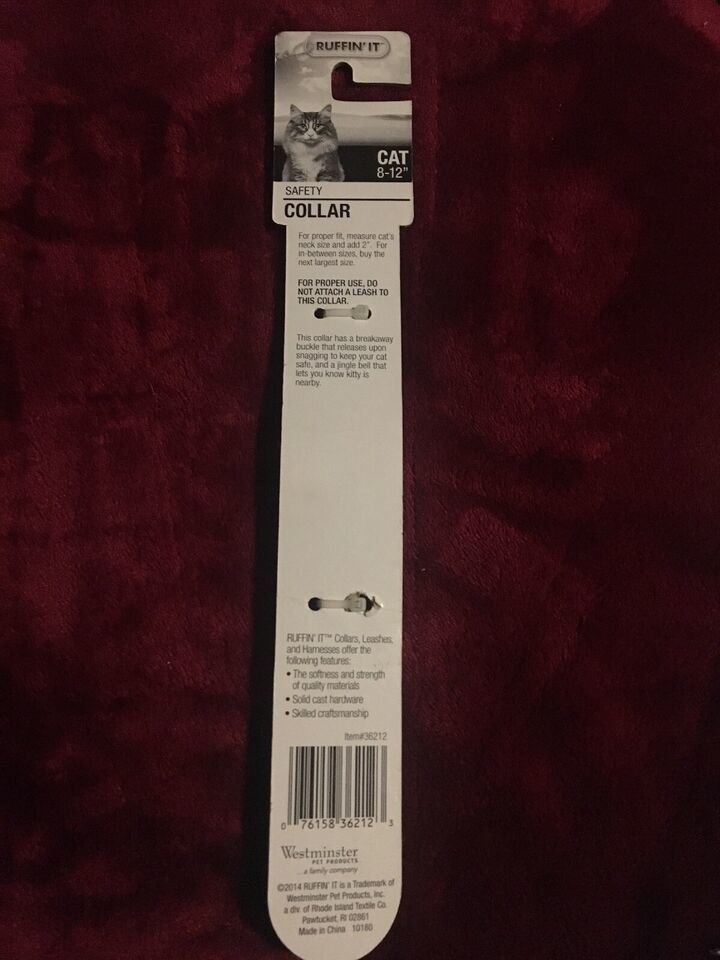 RUFFIN' IT™
CAT
8-12"
SAFETY
COLLAR
For proper fit, measure cat's
neck size and add 2". For
in-between sizes, buy the
next largest size.
FOR PROPER USE, DO
NOT ATTACH A LEASH TO
THIS COLLAR.
This collar has a breakaway
buckle that releases upon
snagging to keep your cat
safe, and a jingle bell that
lets you know kitty is
nearby.
RUFFIN' IT™ Collars, Leashes,
and Harnesses offer the
following features:
• The softness and strength
of quality materials
• Solid cast hardware
• Skilled craftsmanship
Item#36212
0 76158 36212 3
Westminster
PET PRODUCTS
...a family company
©2014 RUFFIN' IT is a Trademark of
Westminster Pet Products, Inc.
a div. of Rhode Island Textile Co.
Pawtucket, RI 02861
Made in China 10160